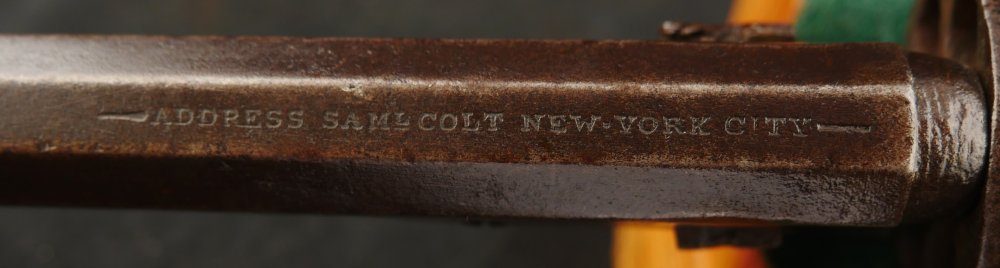 — ADDRESS SAMᴸ COLT NEW-YORK CITY —